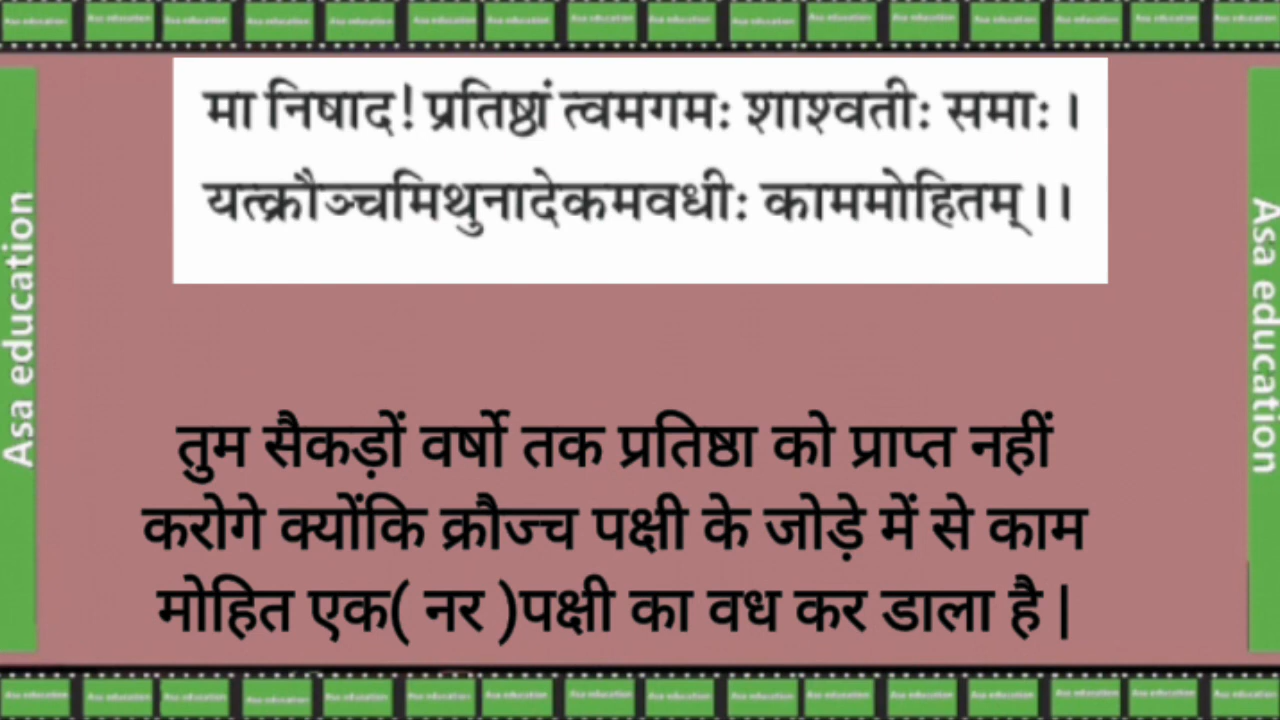 मा निषाद! प्रतिष्ठां त्वमगमः शाश्वतीः समाः ।
यत्क्रौञ्चमिथुनादेकमवधीः काममोहितम् ।।
तुम सैकड़ों वर्षो तक प्रतिष्ठा को प्राप्त नहीं
करोगे क्योंकि क्रौज्च पक्षी के जोड़े में से काम
मोहित एक( नर )पक्षी का वध कर डाला है |
Asa education
Asa education